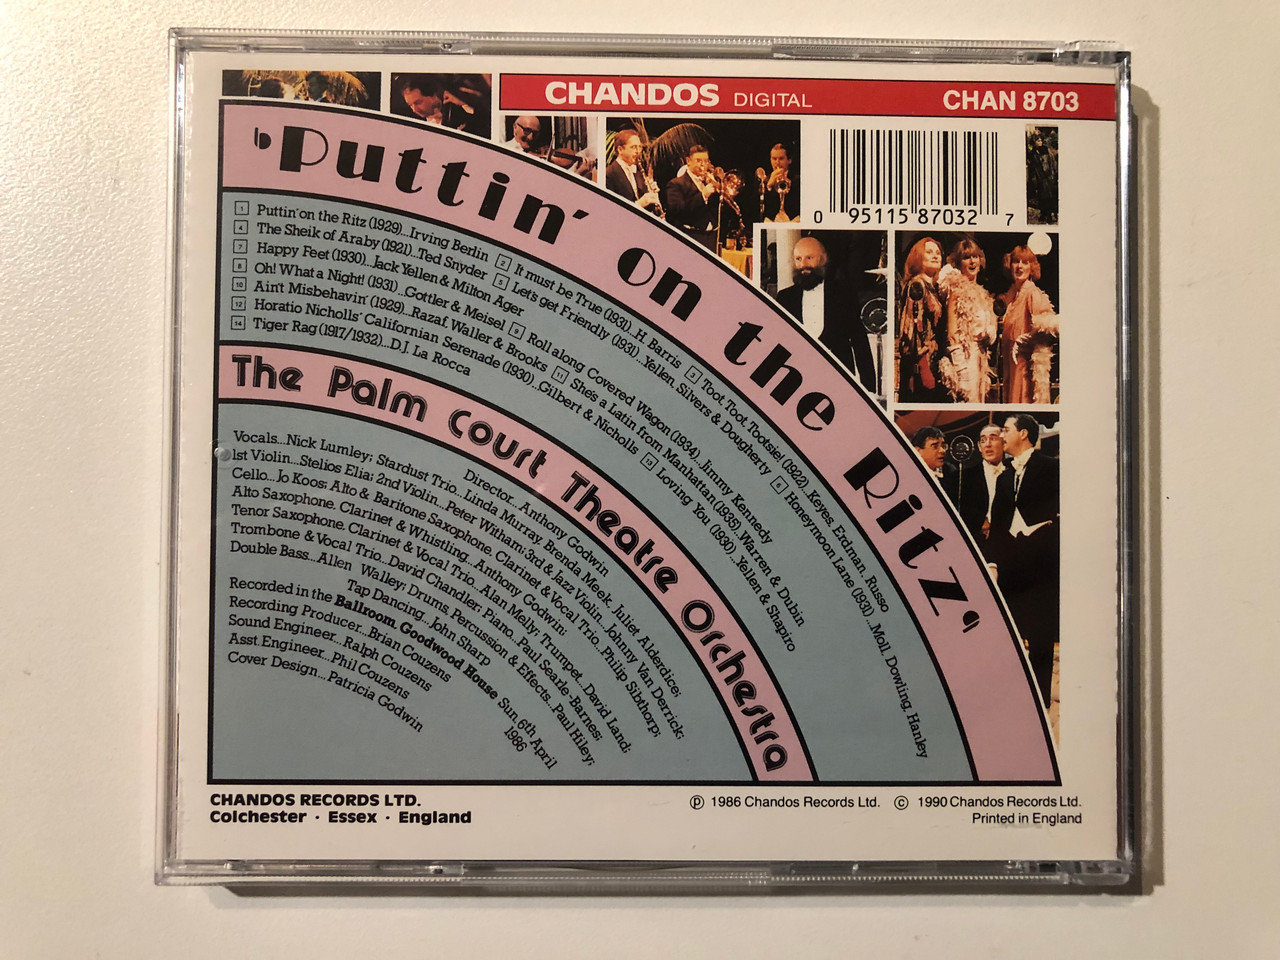 CHANDOS DIGITAL CHAN 8703
0 95115 87032 7
'Puttin' on the Ritz'
1 Puttin' on the Ritz (1929)...Irving Berlin 2 It must be True (1931)...H. Barris 3 Toot, Toot, Tootsie! (1922)...Keyes, Erdman, Russo
4 The Sheik of Araby (1921)...Ted Snyder 5 Let's get Friendly (1931)...Yellen, Silvers & Dougherty 6 Honeymoon Lane (1931)...Moll, Dowling, Hanley
7 Happy Feet (1930)...Jack Yellen & Milton Ager
8 Oh! What a Night! (1931)...Gottler & Meisel 9 Roll along Covered Wagon (1934)...Jimmy Kennedy
10 Ain't Misbehavin' (1929)...Razaf, Waller & Brooks 11 She's a Latin from Manhattan (1935)...Warren & Dubin
12 Horatio Nicholls' Californian Serenade (1930)...Gilbert & Nicholls 13 Loving You (1930)...Yellen & Shapiro
14 Tiger Rag (1917/1932)...D.J. La Rocca
The Palm Court Theatre Orchestra
Director...Anthony Godwin
Vocals...Nick Lumley; Stardust Trio...Linda Murray, Brenda Meek, Juliet Alderdice;
1st Violin...Stelios Elia; 2nd Violin...Peter Witham; 3rd & Jazz Violin...Johnny Van Derrick;
Cello...Jo Koos; Alto & Baritone Saxophone, Clarinet & Vocal Trio...Philip Sibthorp;
Alto Saxophone, Clarinet & Whistling...Anthony Godwin;
Tenor Saxophone, Clarinet & Vocal Trio...Alan Melly; Trumpet...David Land;
Trombone & Vocal Trio...David Chandler; Piano...Paul Searle-Barnes;
Double Bass...Allen Walley; Drums, Percussion & Effects...Paul Hiley;
Tap Dancing...John Sharp
Recorded in the Ballroom, Goodwood House Sun. 6th April 1986
Recording Producer...Brian Couzens
Sound Engineer...Ralph Couzens
Asst Engineer...Phil Couzens
Cover Design...Patricia Godwin
CHANDOS RECORDS LTD.
Colchester · Essex · England
℗ 1986 Chandos Records Ltd. © 1990 Chandos Records Ltd.
Printed in England